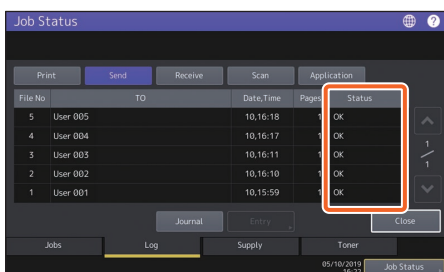 Job Status
?
Print Send Receive Scan Application
File No TO Date,Time Pages Status
5 User 005 10,16:18 1 OK
4 User 004 10,16:17 1 OK
3 User 003 10,16:11 1 OK
2 User 002 10,16:10 1 OK
1 User 001 10,15:59 1 OK
1
/
1
Journal Entry Close
Jobs Log Supply Toner
05/10/2019
16:22 Job Status